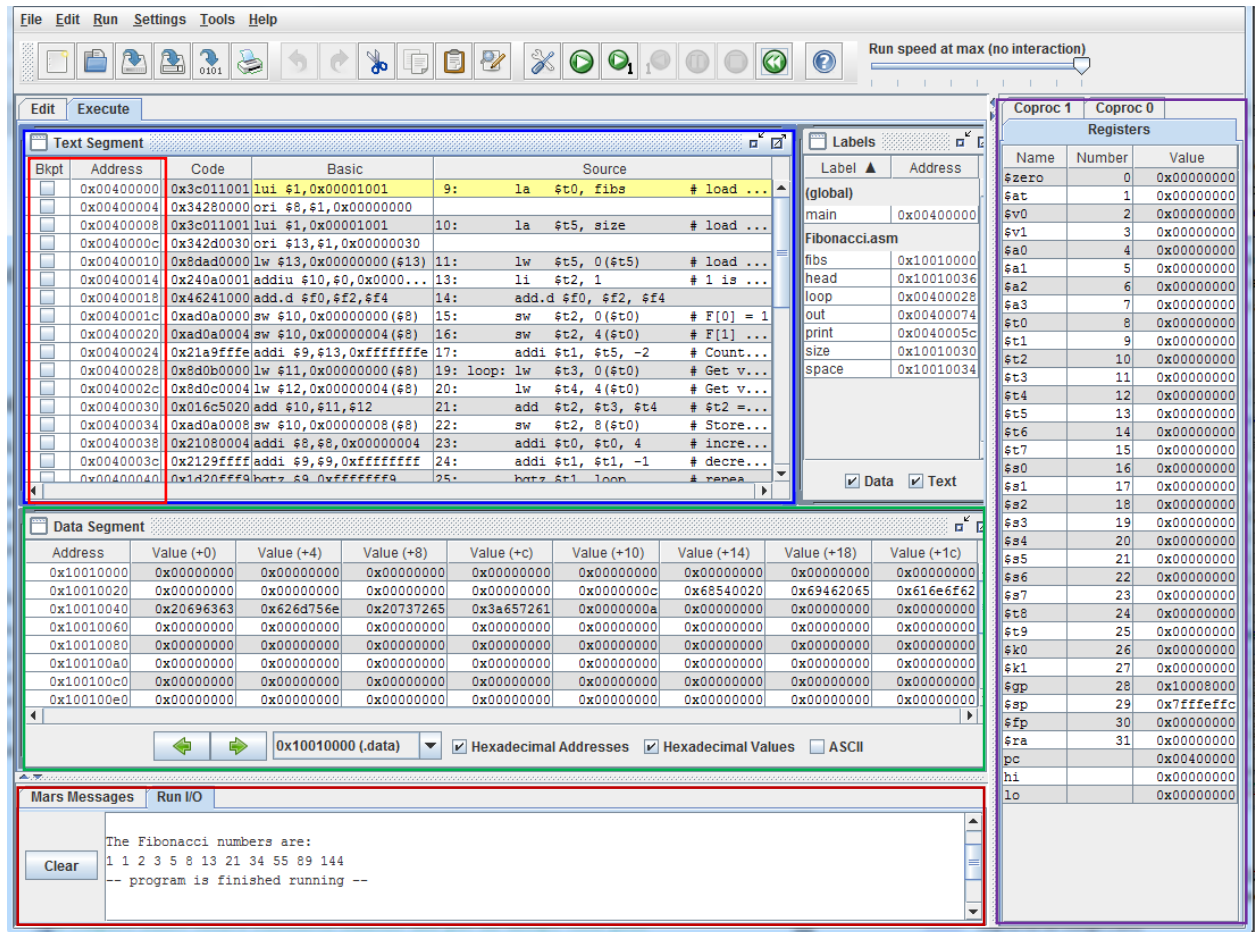 File Edit Run Settings Tools Help
Run speed at max (no interaction)
Edit Execute
Text Segment
Bkpt Address Code Basic Source
0x00400000 0x3c011001 lui $1,0x00001001 9: la $t0, fibs # load ...
0x00400004 0x34280000 ori $8,$1,0x00000000
0x00400008 0x3c011001 lui $1,0x00001001 10: la $t5, size # load ...
0x0040000c 0x342d0030 ori $13,$1,0x00000030
0x00400010 0x8dad0000 lw $13,0x00000000($13) 11: lw $t5, 0($t5) # load ...
0x00400014 0x240a0001 addiu $10,$0,0x0000... 13: li $t2, 1 # 1 is ...
0x00400018 0x46241000 add.d $f0,$f2,$f4 14: add.d $f0, $f2, $f4
0x0040001c 0xad0a0000 sw $10,0x00000000($8) 15: sw $t2, 0($t0) # F[0] = 1
0x00400020 0xad0a0004 sw $10,0x00000004($8) 16: sw $t2, 4($t0) # F[1] ...
0x00400024 0x21a9fffe addi $9,$13,0xfffffffe 17: addi $t1, $t5, -2 # Count...
0x00400028 0x8d0b0000 lw $11,0x00000000($8) 19: loop: lw $t3, 0($t0) # Get v...
0x0040002c 0x8d0c0004 lw $12,0x00000004($8) 20: lw $t4, 4($t0) # Get v...
0x00400030 0x016c5020 add $10,$11,$12 21: add $t2, $t3, $t4 # $t2 =...
0x00400034 0xad0a0008 sw $10,0x00000008($8) 22: sw $t2, 8($t0) # Store...
0x00400038 0x21080004 addi $8,$8,0x00000004 23: addi $t0, $t0, 4 # incre...
0x0040003c 0x2129ffff addi $9,$9,0xffffffff 24: addi $t1, $t1, -1 # decre...
0x00400040 0x1d20fff9 bgtz $9,0xfffffff9 25: bgtz $t1, loop # repea...
Labels
Label ▲ Address
(global)
main 0x00400000
Fibonacci.asm
fibs 0x10010000
head 0x10010036
loop 0x00400028
out 0x00400074
print 0x0040005c
size 0x10010030
space 0x10010034
Data Text
Data Segment
Address Value (+0) Value (+4) Value (+8) Value (+c) Value (+10) Value (+14) Value (+18) Value (+1c)
0x10010000 0x00000000 0x00000000 0x00000000 0x00000000 0x00000000 0x00000000 0x00000000 0x00000000
0x10010020 0x00000000 0x00000000 0x00000000 0x00000000 0x0000000c 0x68540020 0x69462065 0x616e6f62
0x10010040 0x20696363 0x626d756e 0x20737265 0x3a657261 0x0000000a 0x00000000 0x00000000 0x00000000
0x10010060 0x00000000 0x00000000 0x00000000 0x00000000 0x00000000 0x00000000 0x00000000 0x00000000
0x10010080 0x00000000 0x00000000 0x00000000 0x00000000 0x00000000 0x00000000 0x00000000 0x00000000
0x100100a0 0x00000000 0x00000000 0x00000000 0x00000000 0x00000000 0x00000000 0x00000000 0x00000000
0x100100c0 0x00000000 0x00000000 0x00000000 0x00000000 0x00000000 0x00000000 0x00000000 0x00000000
0x100100e0 0x00000000 0x00000000 0x00000000 0x00000000 0x00000000 0x00000000 0x00000000 0x00000000
0x10010000 (.data) Hexadecimal Addresses Hexadecimal Values ASCII
Mars Messages Run I/O
Clear
The Fibonacci numbers are:
1 1 2 3 5 8 13 21 34 55 89 144
-- program is finished running --
Coproc 1 Coproc 0
Registers
Name Number Value
$zero 0 0x00000000
$at 1 0x00000000
$v0 2 0x00000000
$v1 3 0x00000000
$a0 4 0x00000000
$a1 5 0x00000000
$a2 6 0x00000000
$a3 7 0x00000000
$t0 8 0x00000000
$t1 9 0x00000000
$t2 10 0x00000000
$t3 11 0x00000000
$t4 12 0x00000000
$t5 13 0x00000000
$t6 14 0x00000000
$t7 15 0x00000000
$s0 16 0x00000000
$s1 17 0x00000000
$s2 18 0x00000000
$s3 19 0x00000000
$s4 20 0x00000000
$s5 21 0x00000000
$s6 22 0x00000000
$s7 23 0x00000000
$t8 24 0x00000000
$t9 25 0x00000000
$k0 26 0x00000000
$k1 27 0x00000000
$gp 28 0x10008000
$sp 29 0x7fffeffc
$fp 30 0x00000000
$ra 31 0x00000000
pc 0x00400000
hi 0x00000000
lo 0x00000000